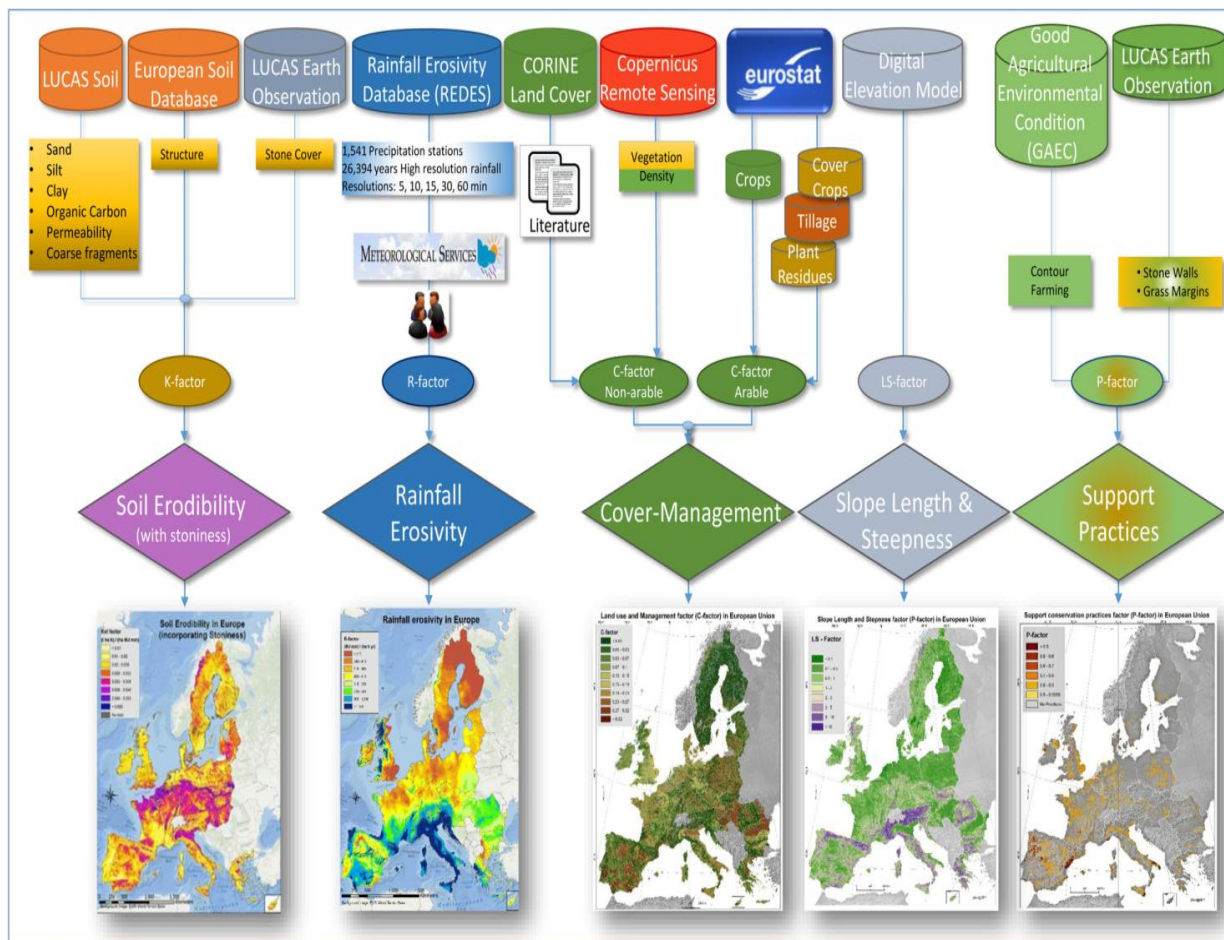 LUCAS Soil
European Soil
Database
LUCAS Earth
Observation
Rainfall Erosivity
Database (REDES)
CORINE
Land Cover
Copernicus
Remote Sensing
eurostat
Digital
Elevation Model
Good
Agricultural
Environmental
Condition
(GAEC)
LUCAS Earth
Observation
• Sand
• Silt
• Clay
• Organic Carbon
• Permeability
• Coarse fragments
Structure
Stone Cover
1,541 Precipitation stations
26,394 years High resolution rainfall
Resolutions: 5, 10, 15, 30, 60 min
METEOROLOGICAL SERVICES
Literature
Vegetation
Density
Crops
Cover
Crops
Tillage
Plant
Residues
Contour
Farming
• Stone Walls
• Grass Margins
K-factor
R-factor
C-factor
Non-arable
C-factor
Arable
LS-factor
P-factor
Soil Erodibility
(with stoniness)
Rainfall
Erosivity
Cover-Management
Slope Length &
Steepness
Support
Practices
Soil Erodibility in Europe
(incorporating Stoniness)
Rainfall erosivity in Europe
R-factor
Land use and Management factor (C-factor) in European Union
C-factor
Slope Length and Steepness factor (P-factor) in European Union
LS - Factor
Support conservation practices factor (P-factor) in European Union
P-factor
No Practices